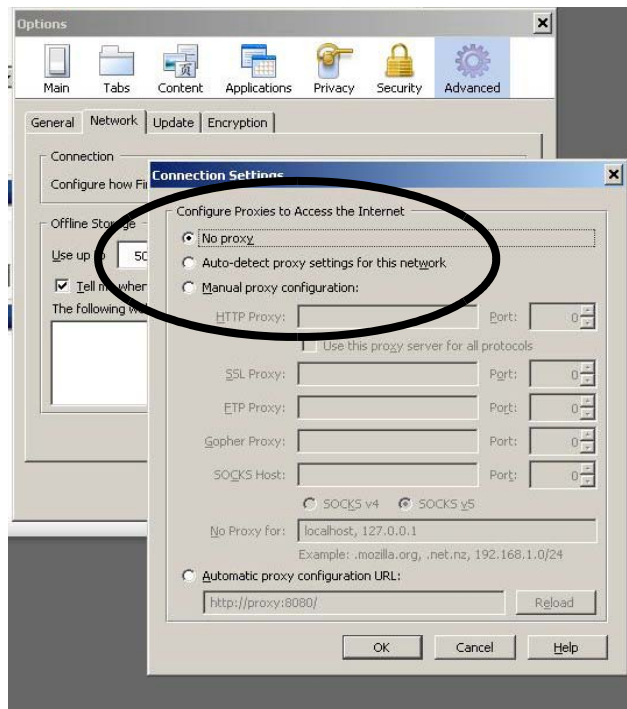 Options
Main Tabs Content Applications Privacy Security Advanced
General Network Update Encryption
Connection
Configure how Fi
Offline Storage
Use up to 50
Tell me when
The following we
Connection Settings
Configure Proxies to Access the Internet
No proxy
Auto-detect proxy settings for this network
Manual proxy configuration:
HTTP Proxy: Port: 0
Use this proxy server for all protocols
SSL Proxy: Port: 0
FTP Proxy: Port: 0
Gopher Proxy: Port: 0
SOCKS Host: Port: 0
SOCKS v4 SOCKS v5
No Proxy for: localhost, 127.0.0.1
Example: .mozilla.org, .net.nz, 192.168.1.0/24
Automatic proxy configuration URL:
http://proxy:8080/ Reload
OK Cancel Help